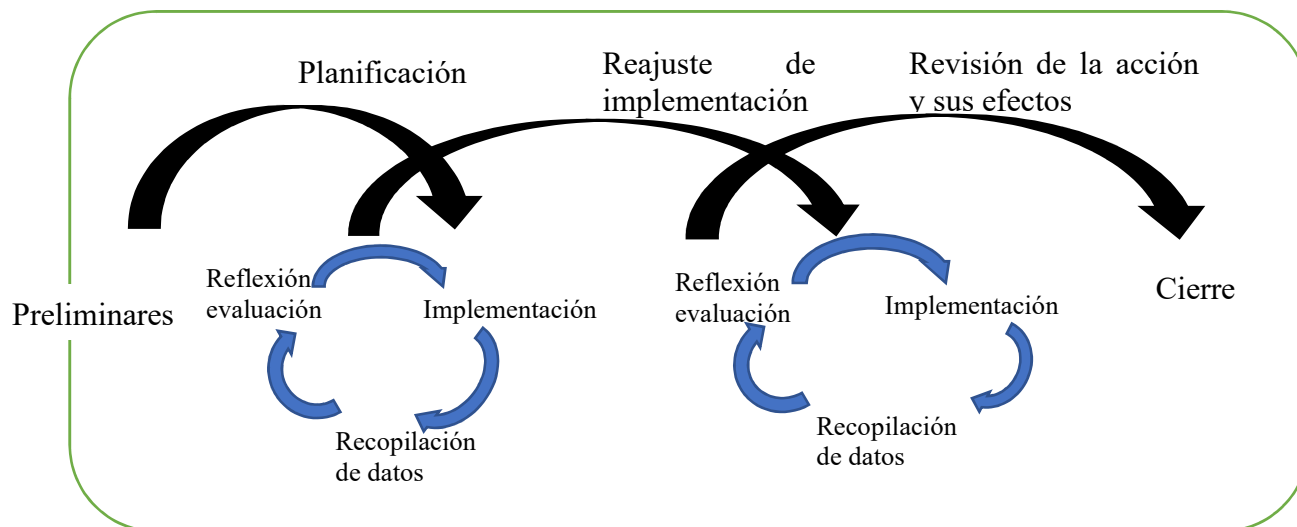 Planificación
Reajuste de
implementación
Revisión de la acción
y sus efectos
Preliminares
Reflexión
evaluación
Implementación
Recopilación
de datos
Reflexión
evaluación
Implementación
Recopilación
de datos
Cierre